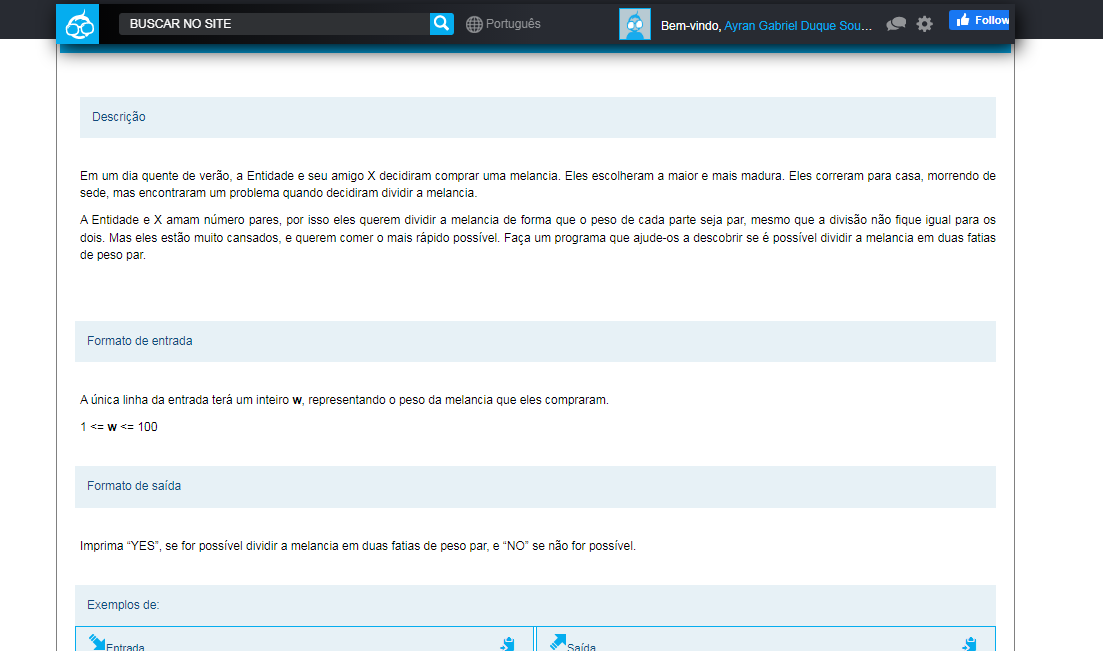 BUSCAR NO SITE
Português
Bem-vindo, Ayran Gabriel Duque Sou...
Follow
Descrição
Em um dia quente de verão, a Entidade e seu amigo X decidiram comprar uma melancia. Eles escolheram a maior e mais madura. Eles correram para casa, morrendo de
sede, mas encontraram um problema quando decidiram dividir a melancia.
A Entidade e X amam número pares, por isso eles querem dividir a melancia de forma que o peso de cada parte seja par, mesmo que a divisão não fique igual para os
dois. Mas eles estão muito cansados, e querem comer o mais rápido possível. Faça um programa que ajude-os a descobrir se é possível dividir a melancia em duas fatias
de peso par.
Formato de entrada
A única linha da entrada terá um inteiro w, representando o peso da melancia que eles compraram.
1 <= w <= 100
Formato de saída
Imprima “YES”, se for possível dividir a melancia em duas fatias de peso par, e “NO” se não for possível.
Exemplos de:
Entrada
Saída